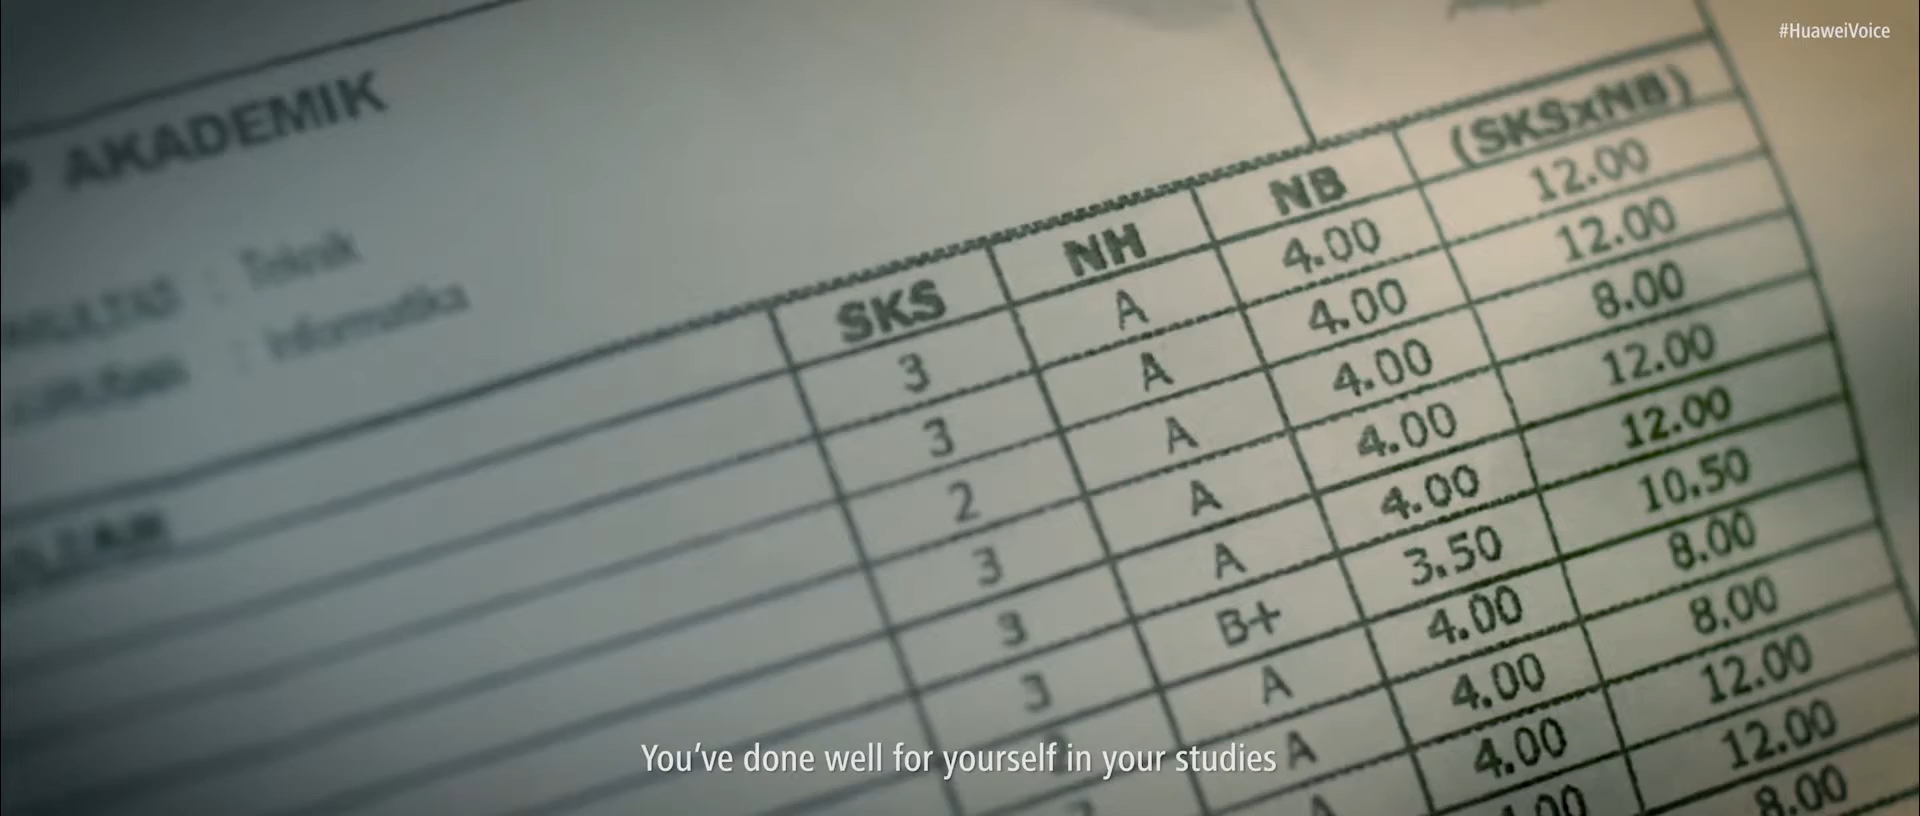 #HuaweiVoice
AKADEMIK
: Teknik
: Informatika
SKS NH NB (SKSxNB)
3 A 4.00 12.00
3 A 4.00 12.00
2 A 4.00 8.00
3 A 4.00 12.00
3 A 4.00 12.00
3 B+ 3.50 10.50
A 4.00 8.00
A 4.00 8.00
A 4.00 12.00
12.00
8.00
You've done well for yourself in your studies